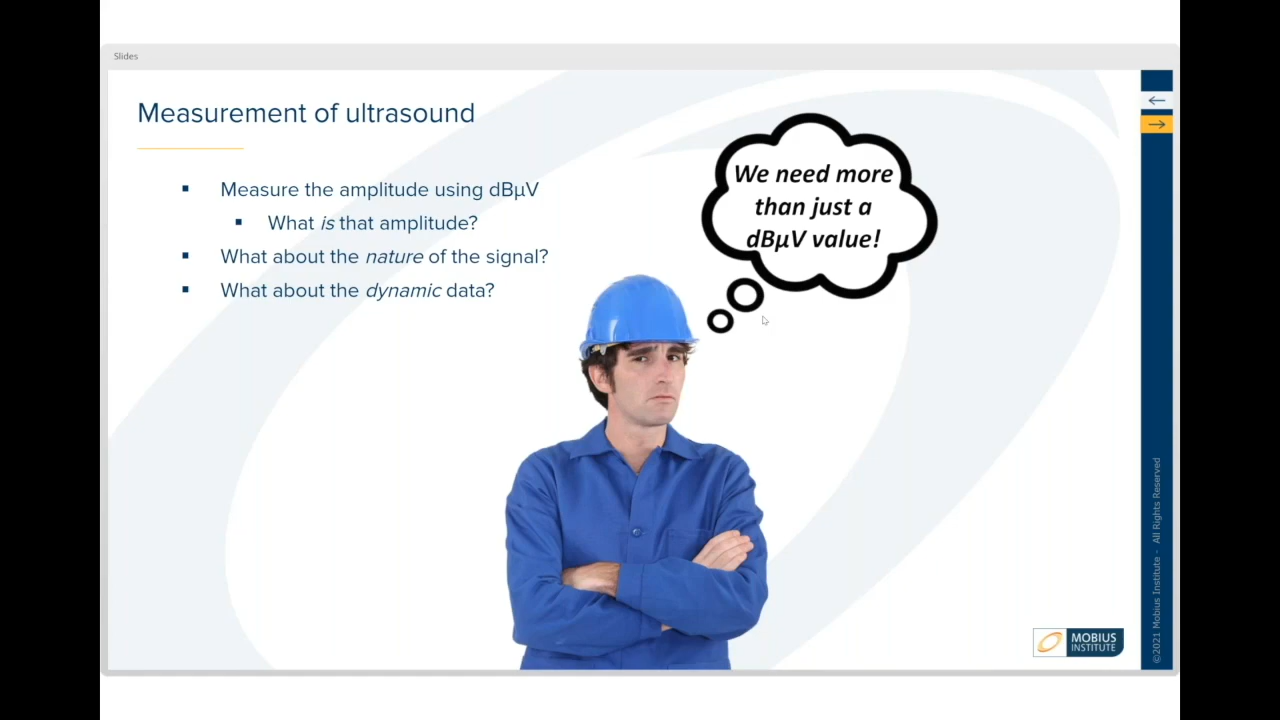 Slides
Measurement of ultrasound
▪ Measure the amplitude using dBµV
▪ What is that amplitude?
▪ What about the nature of the signal?
▪ What about the dynamic data?
We need more
than just a
dBµV value!
MOBIUS
INSTITUTE
©2021 Mobius Institute - All Rights Reserved